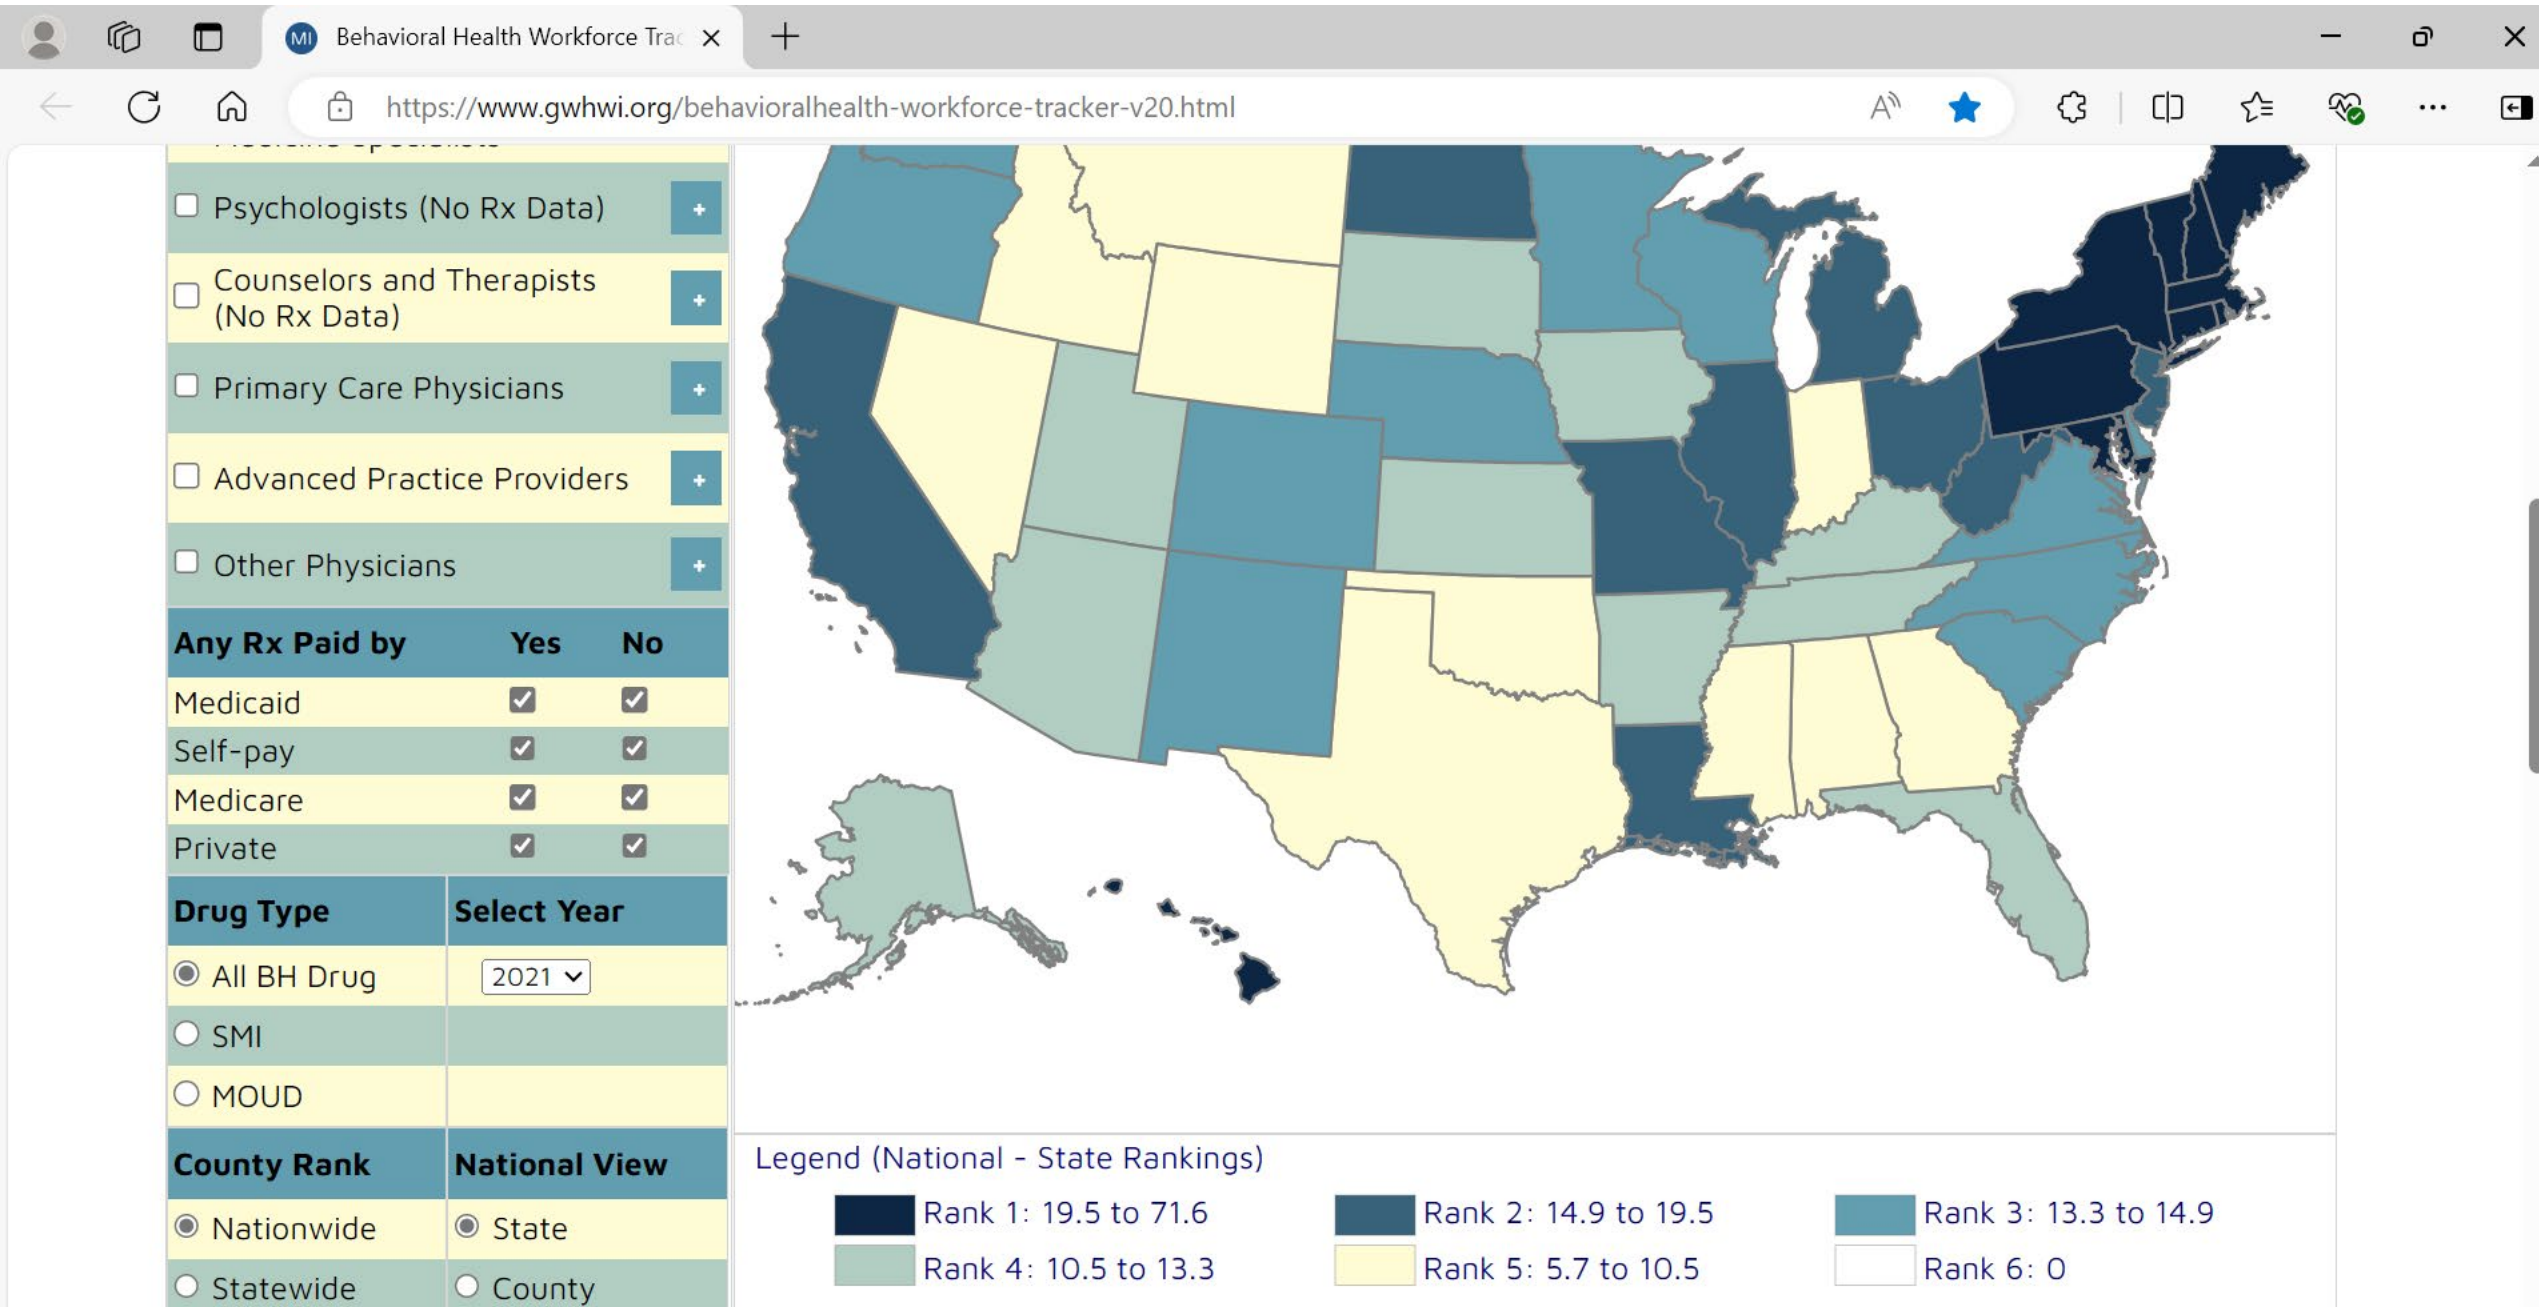 MI Behavioral Health Workforce Trac
https://www.gwhwi.org/behavioralhealth-workforce-tracker-v20.html
Psychologists (No Rx Data) +
Counselors and Therapists
(No Rx Data) +
Primary Care Physicians +
Advanced Practice Providers +
Other Physicians +
Any Rx Paid by Yes No
Medicaid
Self-pay
Medicare
Private
Drug Type Select Year
All BH Drug 2021
SMI
MOUD
County Rank National View
Nationwide State
Statewide County
Legend (National - State Rankings)
Rank 1: 19.5 to 71.6 Rank 2: 14.9 to 19.5 Rank 3: 13.3 to 14.9
Rank 4: 10.5 to 13.3 Rank 5: 5.7 to 10.5 Rank 6: 0